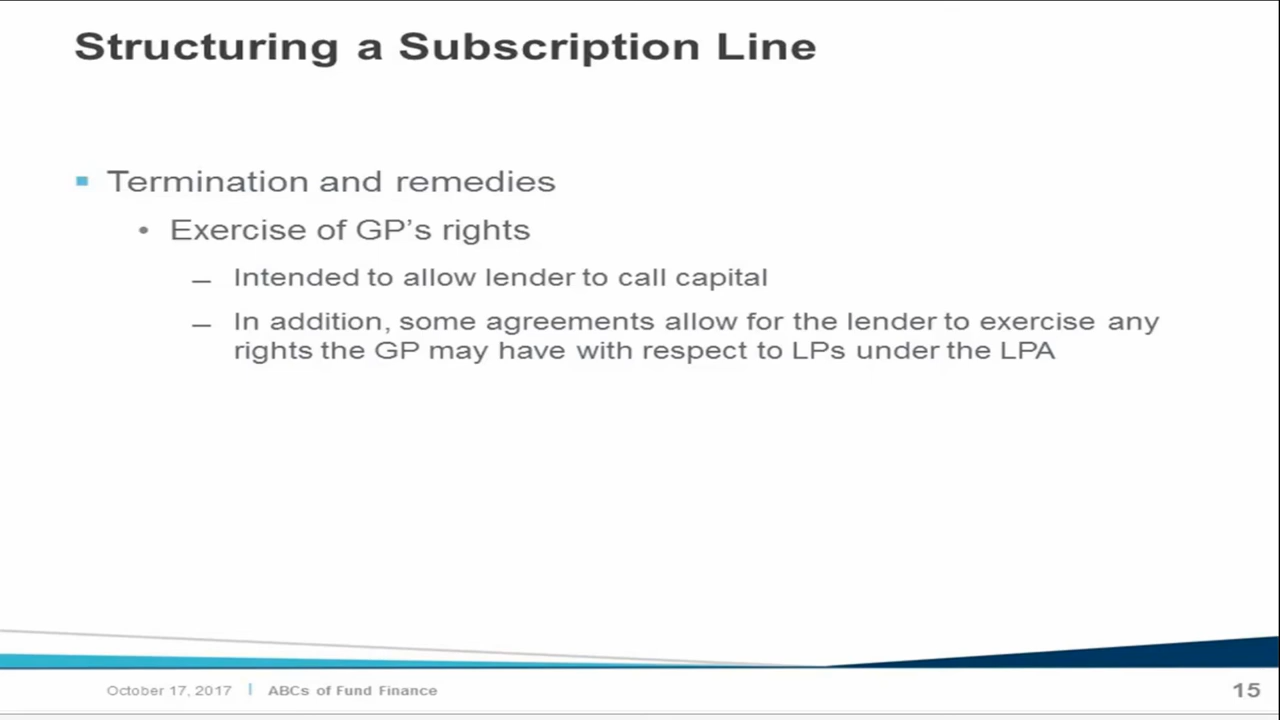 Structuring a Subscription Line
▪ Termination and remedies
• Exercise of GP’s rights
– Intended to allow lender to call capital
– In addition, some agreements allow for the lender to exercise any
rights the GP may have with respect to LPs under the LPA
October 17, 2017 | ABCs of Fund Finance
15